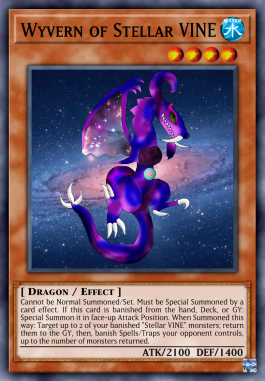 Wyvern of Stellar VINE
WATER
水
[ Dragon / Effect ]
Cannot be Normal Summoned/Set. Must be Special Summoned by a
card effect. If this card is banished from the hand, Deck, or GY:
Special Summon it in face-up Attack Position. When Summoned this
way: Target up to 2 of your banished "Stellar VINE" monsters; return
them to the GY, then, banish Spells/Traps your opponent controls,
up to the number of monsters returned.
ATK/2100 DEF/1400